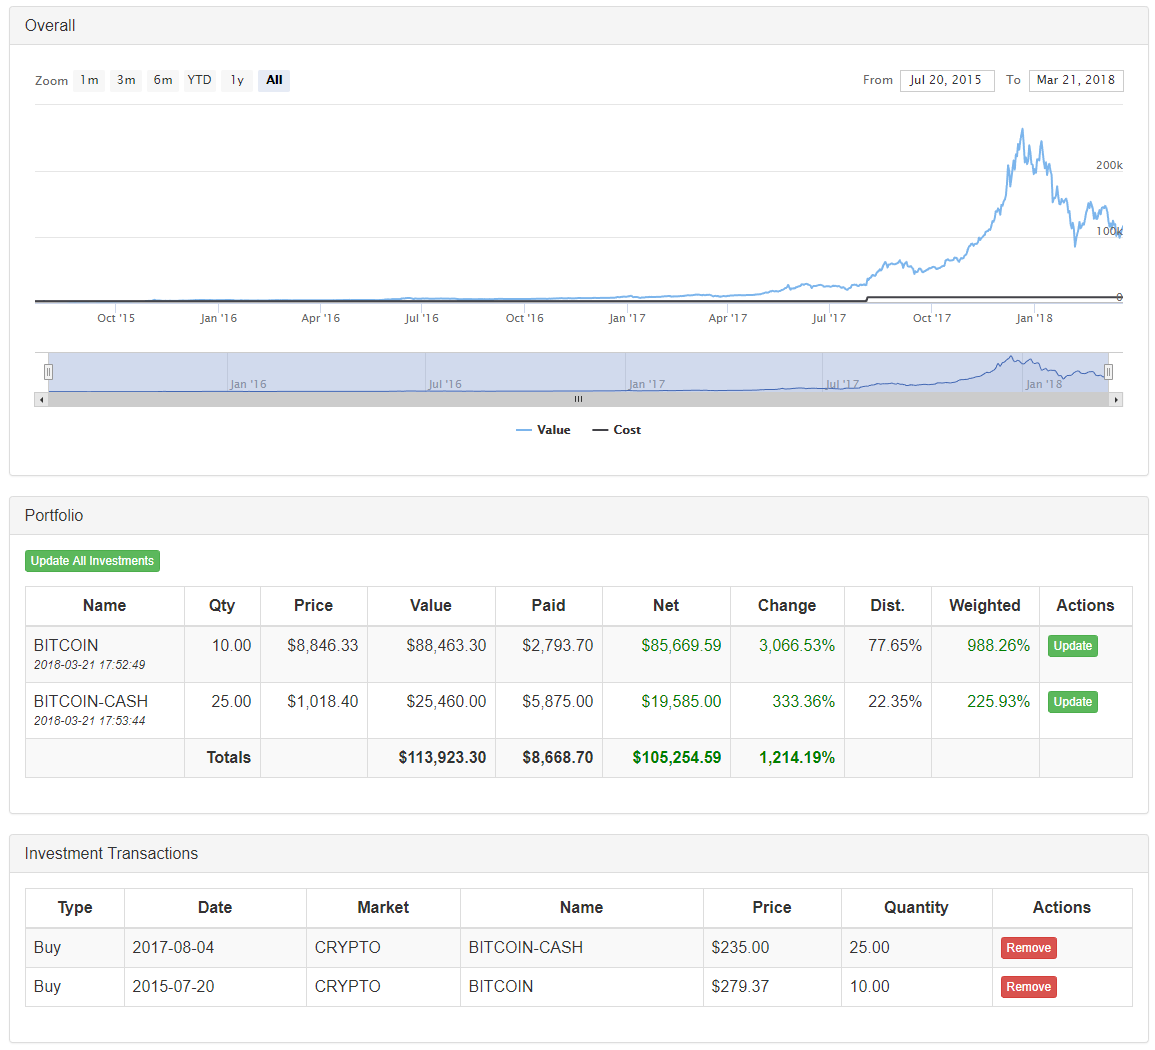 Overall
Zoom 1m 3m 6m YTD 1y All From Jul 20, 2015 To Mar 21, 2018
200k
100k
0
Oct '15 Jan '16 Apr '16 Jul '16 Oct '16 Jan '17 Apr '17 Jul '17 Oct '17 Jan '18
Jan '16 Jul '16 Jan '17 Jul '17 Jan '18
Value Cost
Portfolio
Update All Investments
Name Qty Price Value Paid Net Change Dist. Weighted Actions
BITCOIN 10.00 $8,846.33 $88,463.30 $2,793.70 $85,669.59 3,066.53% 77.65% 988.26% Update
2018-03-21 17:52:49
BITCOIN-CASH 25.00 $1,018.40 $25,460.00 $5,875.00 $19,585.00 333.36% 22.35% 225.93% Update
2018-03-21 17:53:44
Totals $113,923.30 $8,668.70 $105,254.59 1,214.19%
Investment Transactions
Type Date Market Name Price Quantity Actions
Buy 2017-08-04 CRYPTO BITCOIN-CASH $235.00 25.00 Remove
Buy 2015-07-20 CRYPTO BITCOIN $279.37 10.00 Remove